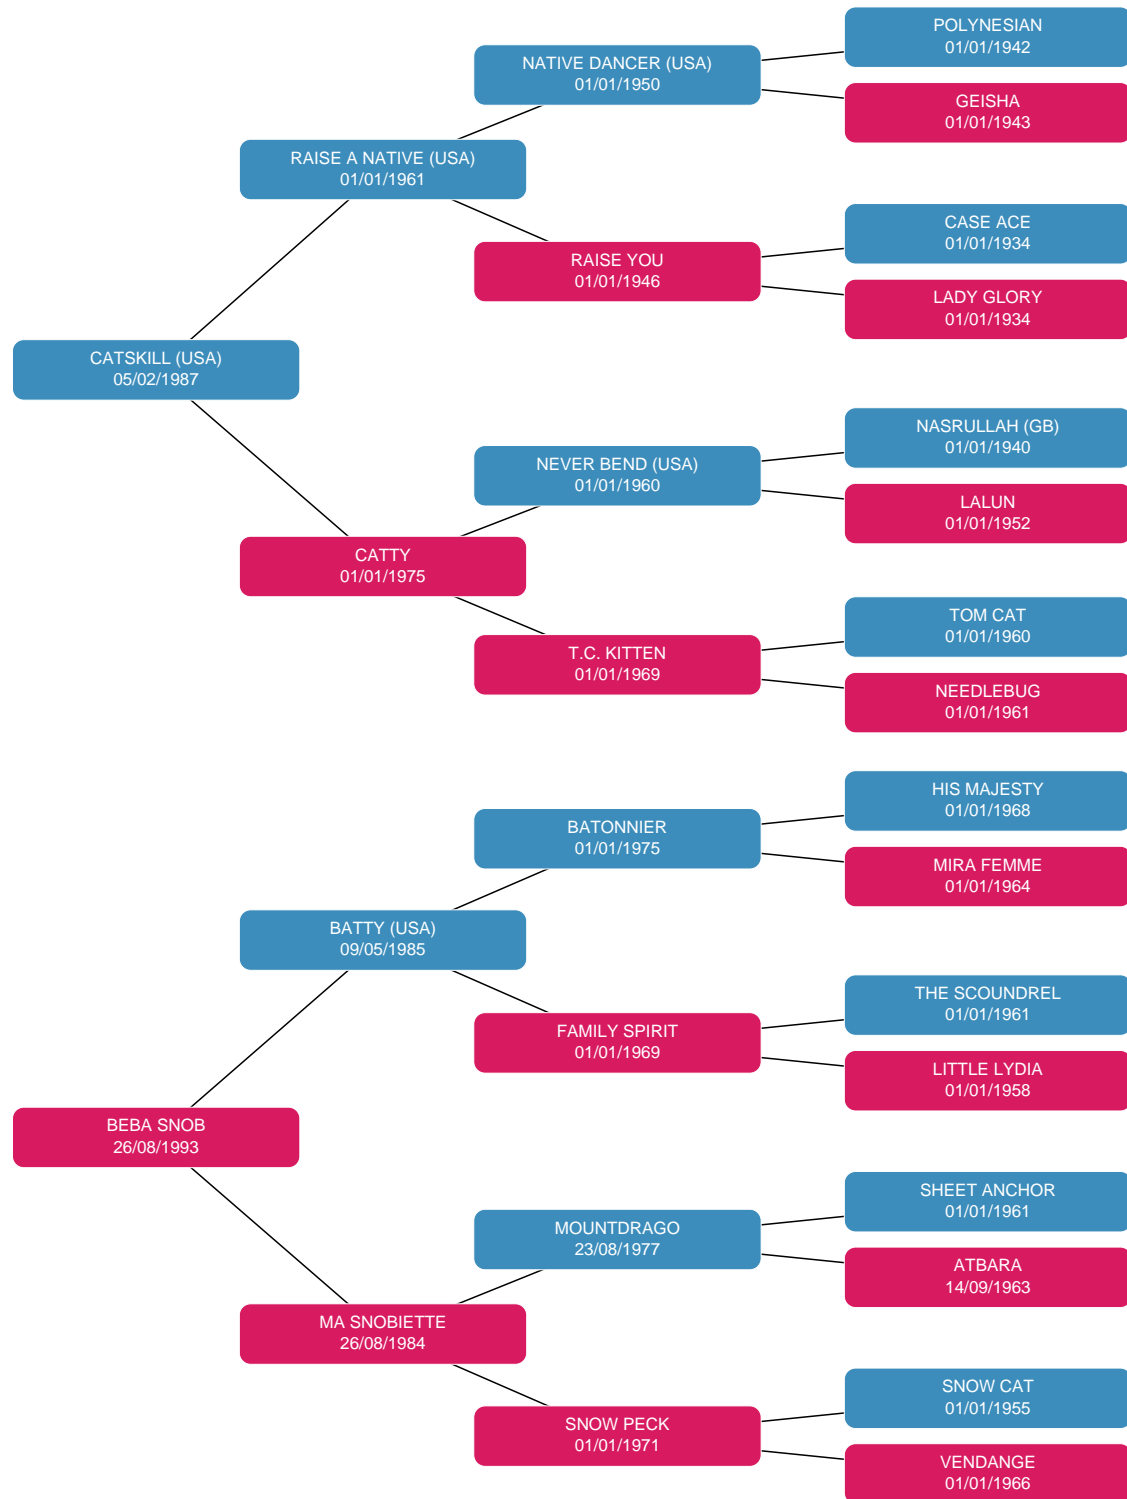 POLYNESIAN
01/01/1942
NATIVE DANCER (USA)
01/01/1950
GEISHA
01/01/1943
RAISE A NATIVE (USA)
01/01/1961
CASE ACE
01/01/1934
RAISE YOU
01/01/1946
LADY GLORY
01/01/1934
CATSKILL (USA)
05/02/1987
NASRULLAH (GB)
01/01/1940
NEVER BEND (USA)
01/01/1960
LALUN
01/01/1952
CATTY
01/01/1975
TOM CAT
01/01/1960
T.C. KITTEN
01/01/1969
NEEDLEBUG
01/01/1961
HIS MAJESTY
01/01/1968
BATONNIER
01/01/1975
MIRA FEMME
01/01/1964
BATTY (USA)
09/05/1985
THE SCOUNDREL
01/01/1961
FAMILY SPIRIT
01/01/1969
LITTLE LYDIA
01/01/1958
BEBA SNOB
26/08/1993
SHEET ANCHOR
01/01/1961
MOUNTDRAGO
23/08/1977
ATBARA
14/09/1963
MA SNOBIETTE
26/08/1984
SNOW CAT
01/01/1955
SNOW PECK
01/01/1971
VENDANGE
01/01/1966